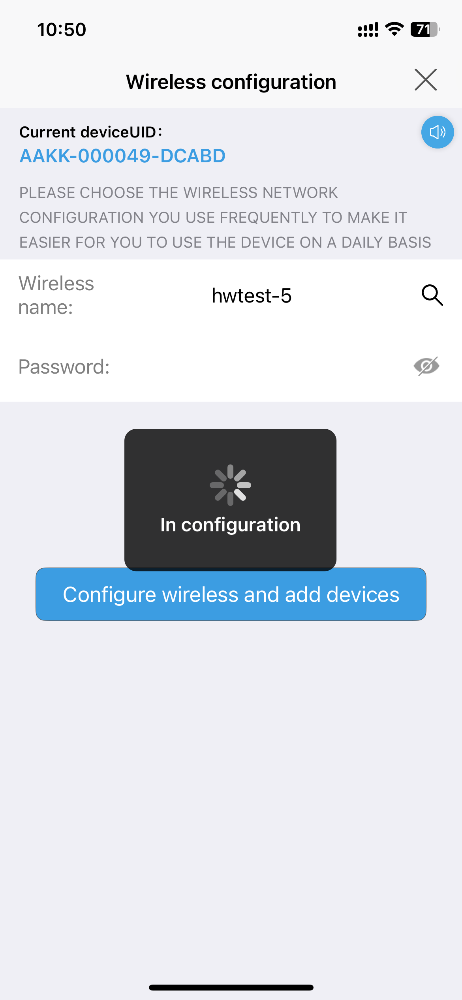 10:50
71
Wireless configuration
Current deviceUID:
AAKK-000049-DCABD
PLEASE CHOOSE THE WIRELESS NETWORK
CONFIGURATION YOU USE FREQUENTLY TO MAKE IT
EASIER FOR YOU TO USE THE DEVICE ON A DAILY BASIS
Wireless
name:
hwtest-5
Password:
In configuration
Configure wireless and add devices